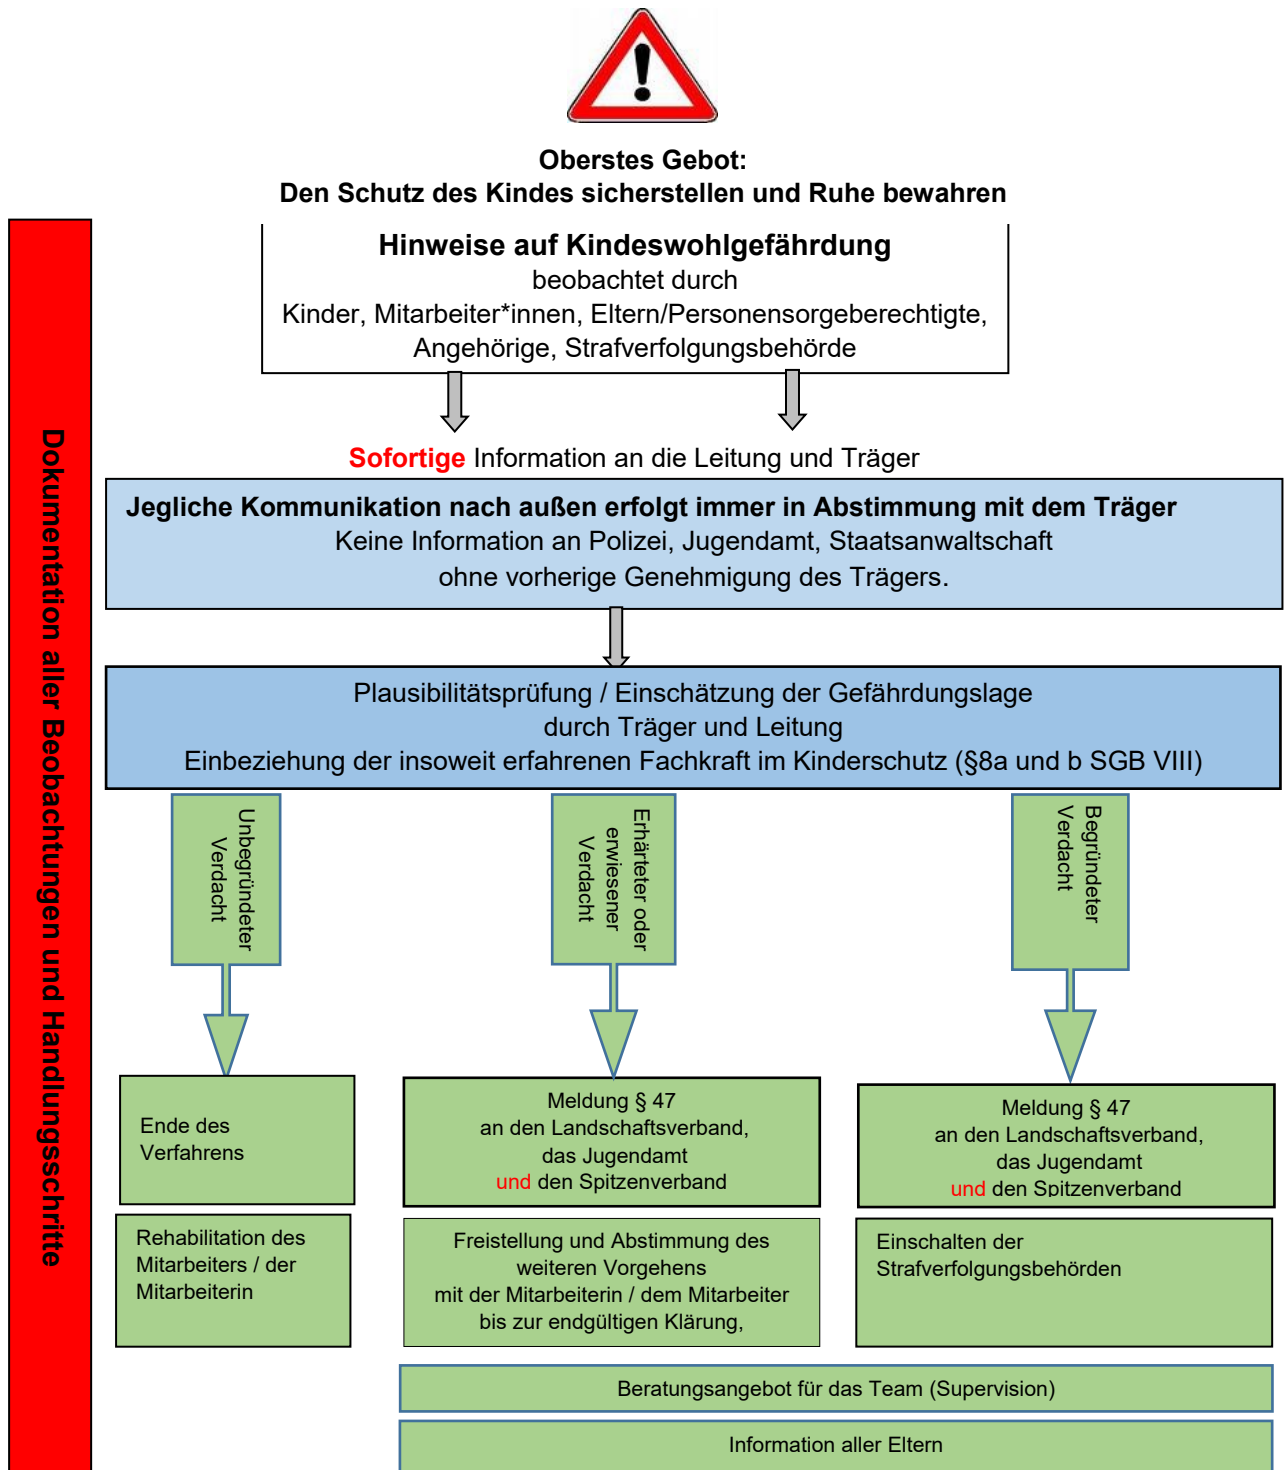 Oberstes Gebot:
Den Schutz des Kindes sicherstellen und Ruhe bewahren
Hinweise auf Kindeswohlgefährdung
beobachtet durch
Kinder, Mitarbeiter*innen, Eltern/Personensorgeberechtigte,
Angehörige, Strafverfolgungsbehörde
Sofortige Information an die Leitung und Träger
Jegliche Kommunikation nach außen erfolgt immer in Abstimmung mit dem Träger
Keine Information an Polizei, Jugendamt, Staatsanwaltschaft
ohne vorherige Genehmigung des Trägers.
Plausibilitätsprüfung / Einschätzung der Gefährdungslage
durch Träger und Leitung
Einbeziehung der insoweit erfahrenen Fachkraft im Kinderschutz (§8a und b SGB VIII)
Dokumentation aller Beobachtungen und Handlungsschritte
Unbegründeter
Verdacht
Erhärteter oder
erwiesener
Verdacht
Begründeter
Verdacht
Ende des
Verfahrens
Meldung § 47
an den Landschaftsverband,
das Jugendamt
und den Spitzenverband
Meldung § 47
an den Landschaftsverband,
das Jugendamt
und den Spitzenverband
Rehabilitation des
Mitarbeiters / der
Mitarbeiterin
Freistellung und Abstimmung des
weiteren Vorgehens
mit der Mitarbeiterin / dem Mitarbeiter
bis zur endgültigen Klärung,
Einschalten der
Strafverfolgungsbehörden
Beratungsangebot für das Team (Supervision)
Information aller Eltern